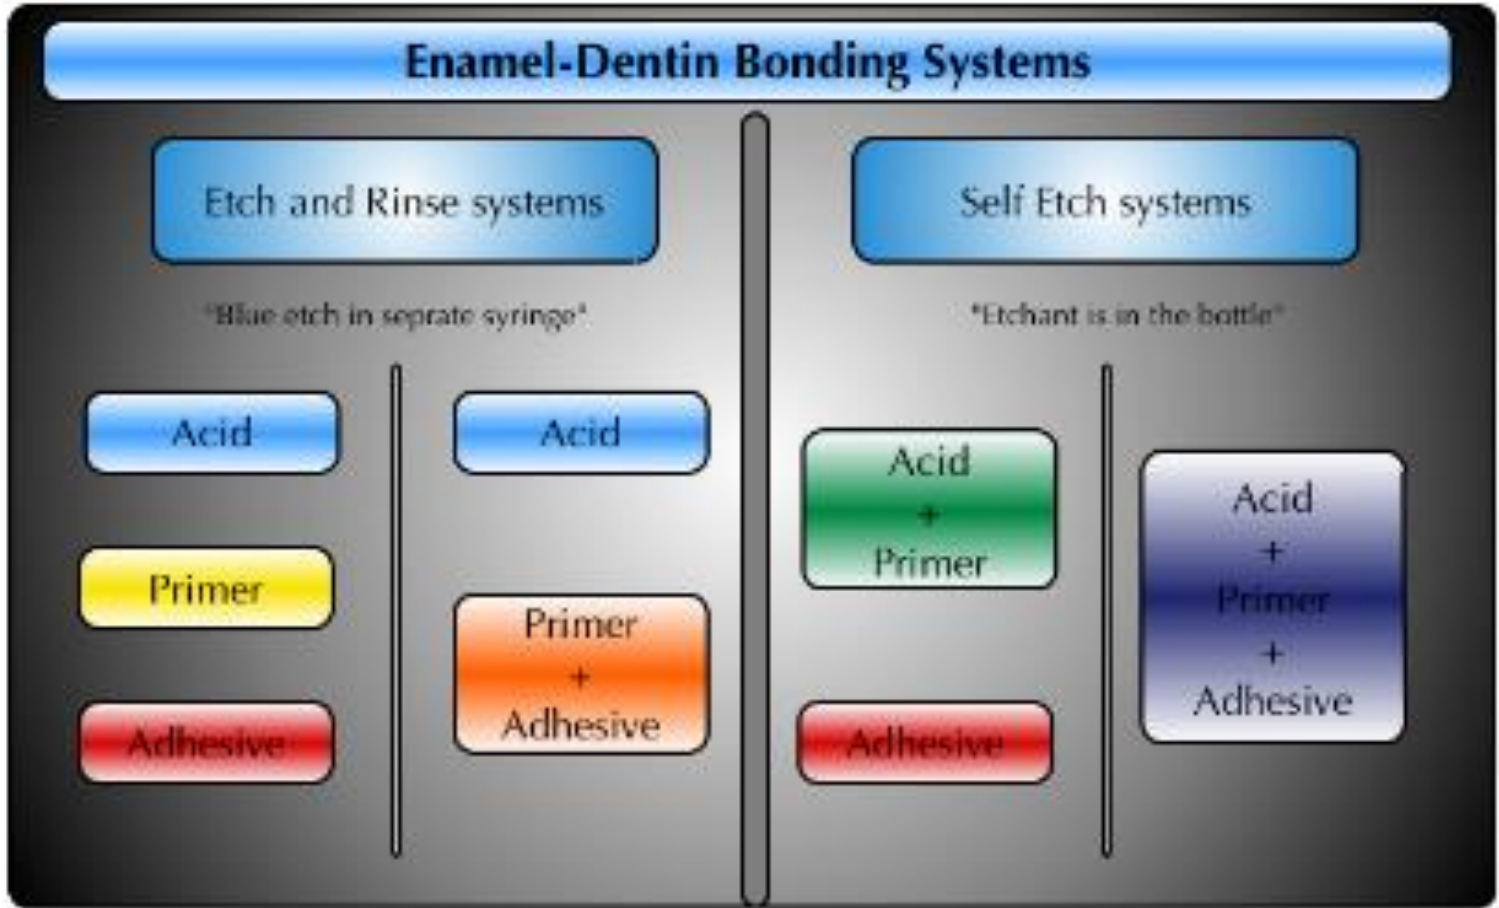 Enamel-Dentin Bonding Systems
Etch and Rinse systems
"Blue etch in seprate syringe"
Acid
Primer
Adhesive
Acid
Primer
+
Adhesive
Self Etch systems
"Etchant is in the bottle"
Acid
+
Primer
Adhesive
Acid
+
Primer
+
Adhesive